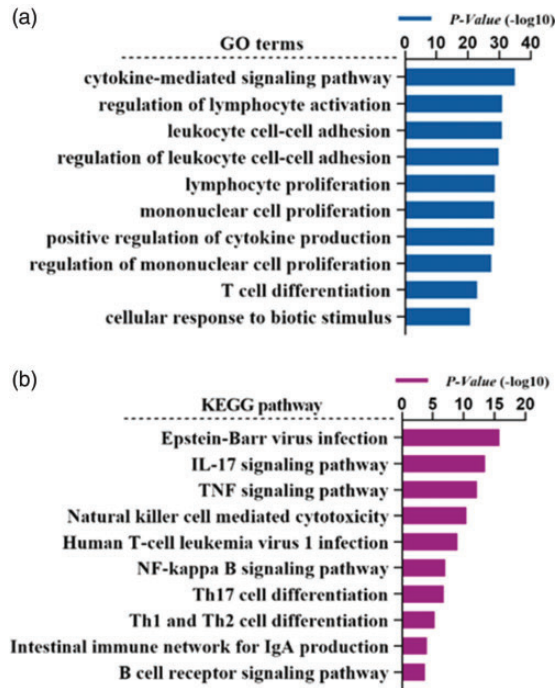 (a)
P-Value (-log10)
GO terms
0 10 20 30 40
cytokine-mediated signaling pathway
regulation of lymphocyte activation
leukocyte cell-cell adhesion
regulation of leukocyte cell-cell adhesion
lymphocyte proliferation
mononuclear cell proliferation
positive regulation of cytokine production
regulation of mononuclear cell proliferation
T cell differentiation
cellular response to biotic stimulus
(b)
P-Value (-log10)
KEGG pathway
0 5 10 15 20
Epstein-Barr virus infection
IL-17 signaling pathway
TNF signaling pathway
Natural killer cell mediated cytotoxicity
Human T-cell leukemia virus 1 infection
NF-kappa B signaling pathway
Th17 cell differentiation
Th1 and Th2 cell differentiation
Intestinal immune network for IgA production
B cell receptor signaling pathway